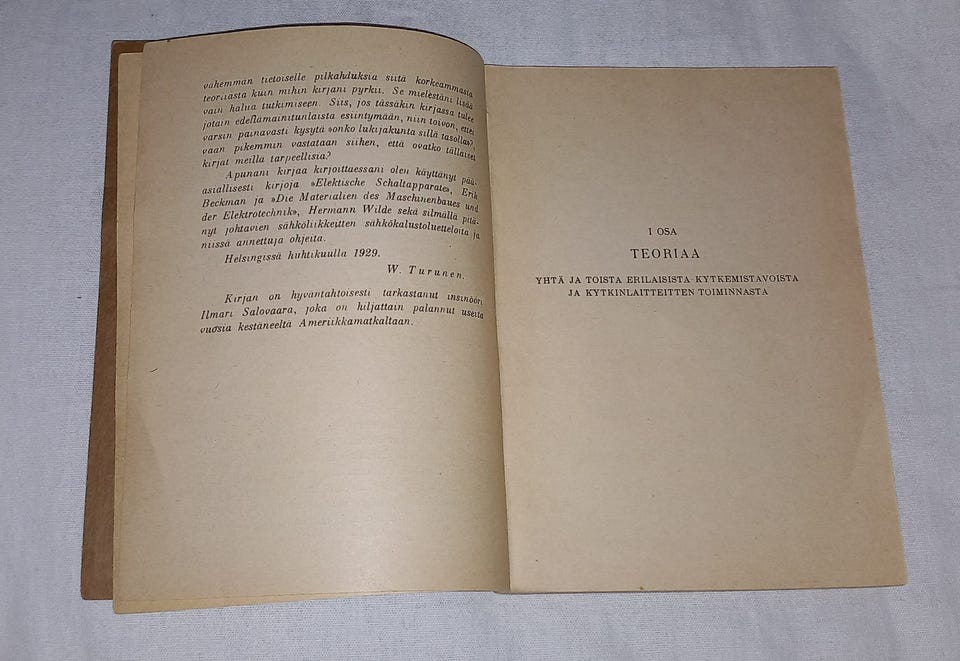 vähemmän tietoiselle pilkahduksia siitä korkeammasta
teoriiasta kuin mihin kirjani pyrkii. Se mielestäni lisää
vain halua tutkimiseen. Siis, jos tässäkin kirjassa tulee
jotain edellämainitunlaista esiintymään, niin toivon, ettei
varsin painavasti kysytä »onko lukijakunta sillä tasolla»?
vaan pikemmin vastataan siihen, että ovatko tällaiset
kirjat meillä tarpeellisia?
Apunani kirjaa kirjoittaessani olen käyttänyt pää-
asiallisesti kirjoja »Elektische Schaltapparate», Erik
Beckman ja »Die Materialien des Maschinenbaues und
der Elektrotechnik», Hermann Wilde sekä silmällä pitä-
nyt johtavien sähköliikkeitten sähkökalustoluetteloita ja
niissä annettuja ohjeita.
Helsingissä huhtikuulla 1929.
W. Turunen.
Kirjan on hyväntahtoisesti tarkastanut insinööri
Ilmari Salovaara, joka on hiljattain palannut useita
vuosia kestäneeltä Ameriikkamatkaltaan.
I OSA
TEORIAA
YHTÄ JA TOISTA ERILAISISTA KYTKEMISTAVOISTA
JA KYTKINLAITTEITTEN TOIMINNASTA